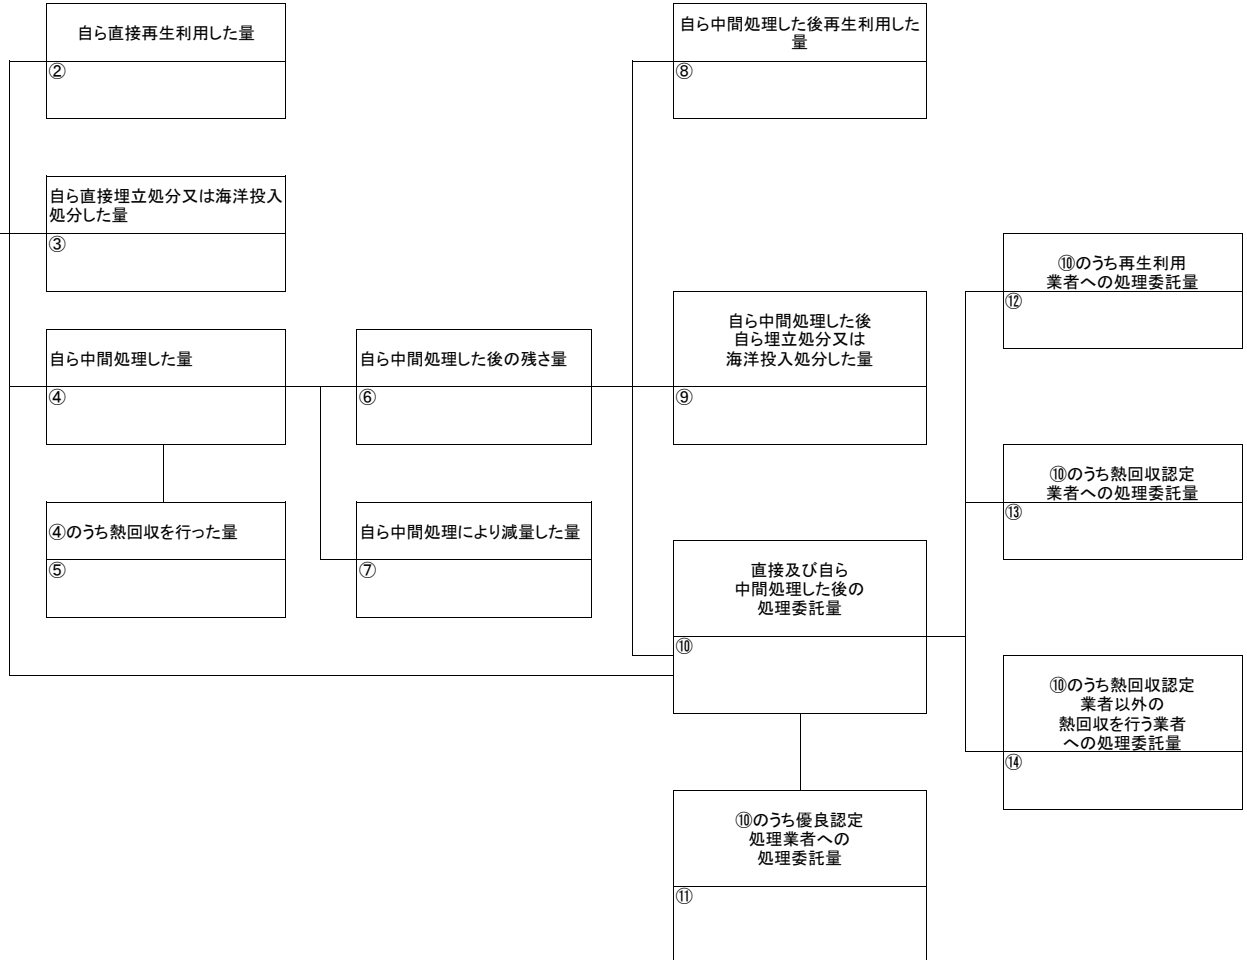 自ら直接再生利用した量
②
自ら中間処理した後再生利用した
量
⑧
自ら直接埋立処分又は海洋投入
処分した量
③
⑩のうち再生利用
業者への処理委託量
⑫
自ら中間処理した後
自ら埋立処分又は
海洋投入処分した量
⑨
自ら中間処理した量
④
自ら中間処理した後の残さ量
⑥
⑩のうち熱回収認定
業者への処理委託量
⑬
④のうち熱回収を行った量
⑤
自ら中間処理により減量した量
⑦
直接及び自ら
中間処理した後の
処理委託量
⑩
⑩のうち熱回収認定
業者以外の
熱回収を行う業者
への処理委託量
⑭
⑩のうち優良認定
処理業者への
処理委託量
⑪